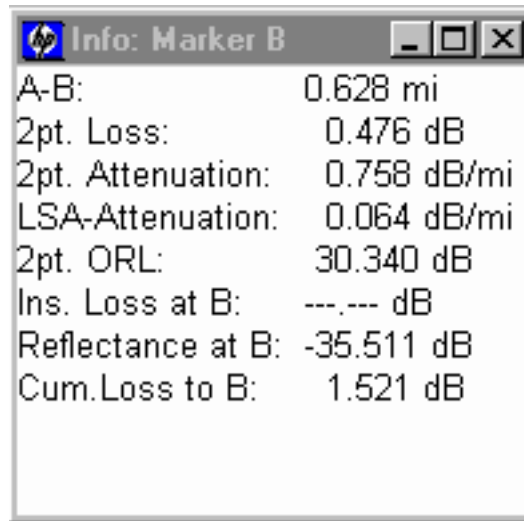 hp Info: Marker B
A-B: 0.628 mi
2pt. Loss: 0.476 dB
2pt. Attenuation: 0.758 dB/mi
LSA-Attenuation: 0.064 dB/mi
2pt. ORL: 30.340 dB
Ins. Loss at B: ---.--- dB
Reflectance at B: -35.511 dB
Cum.Loss to B: 1.521 dB